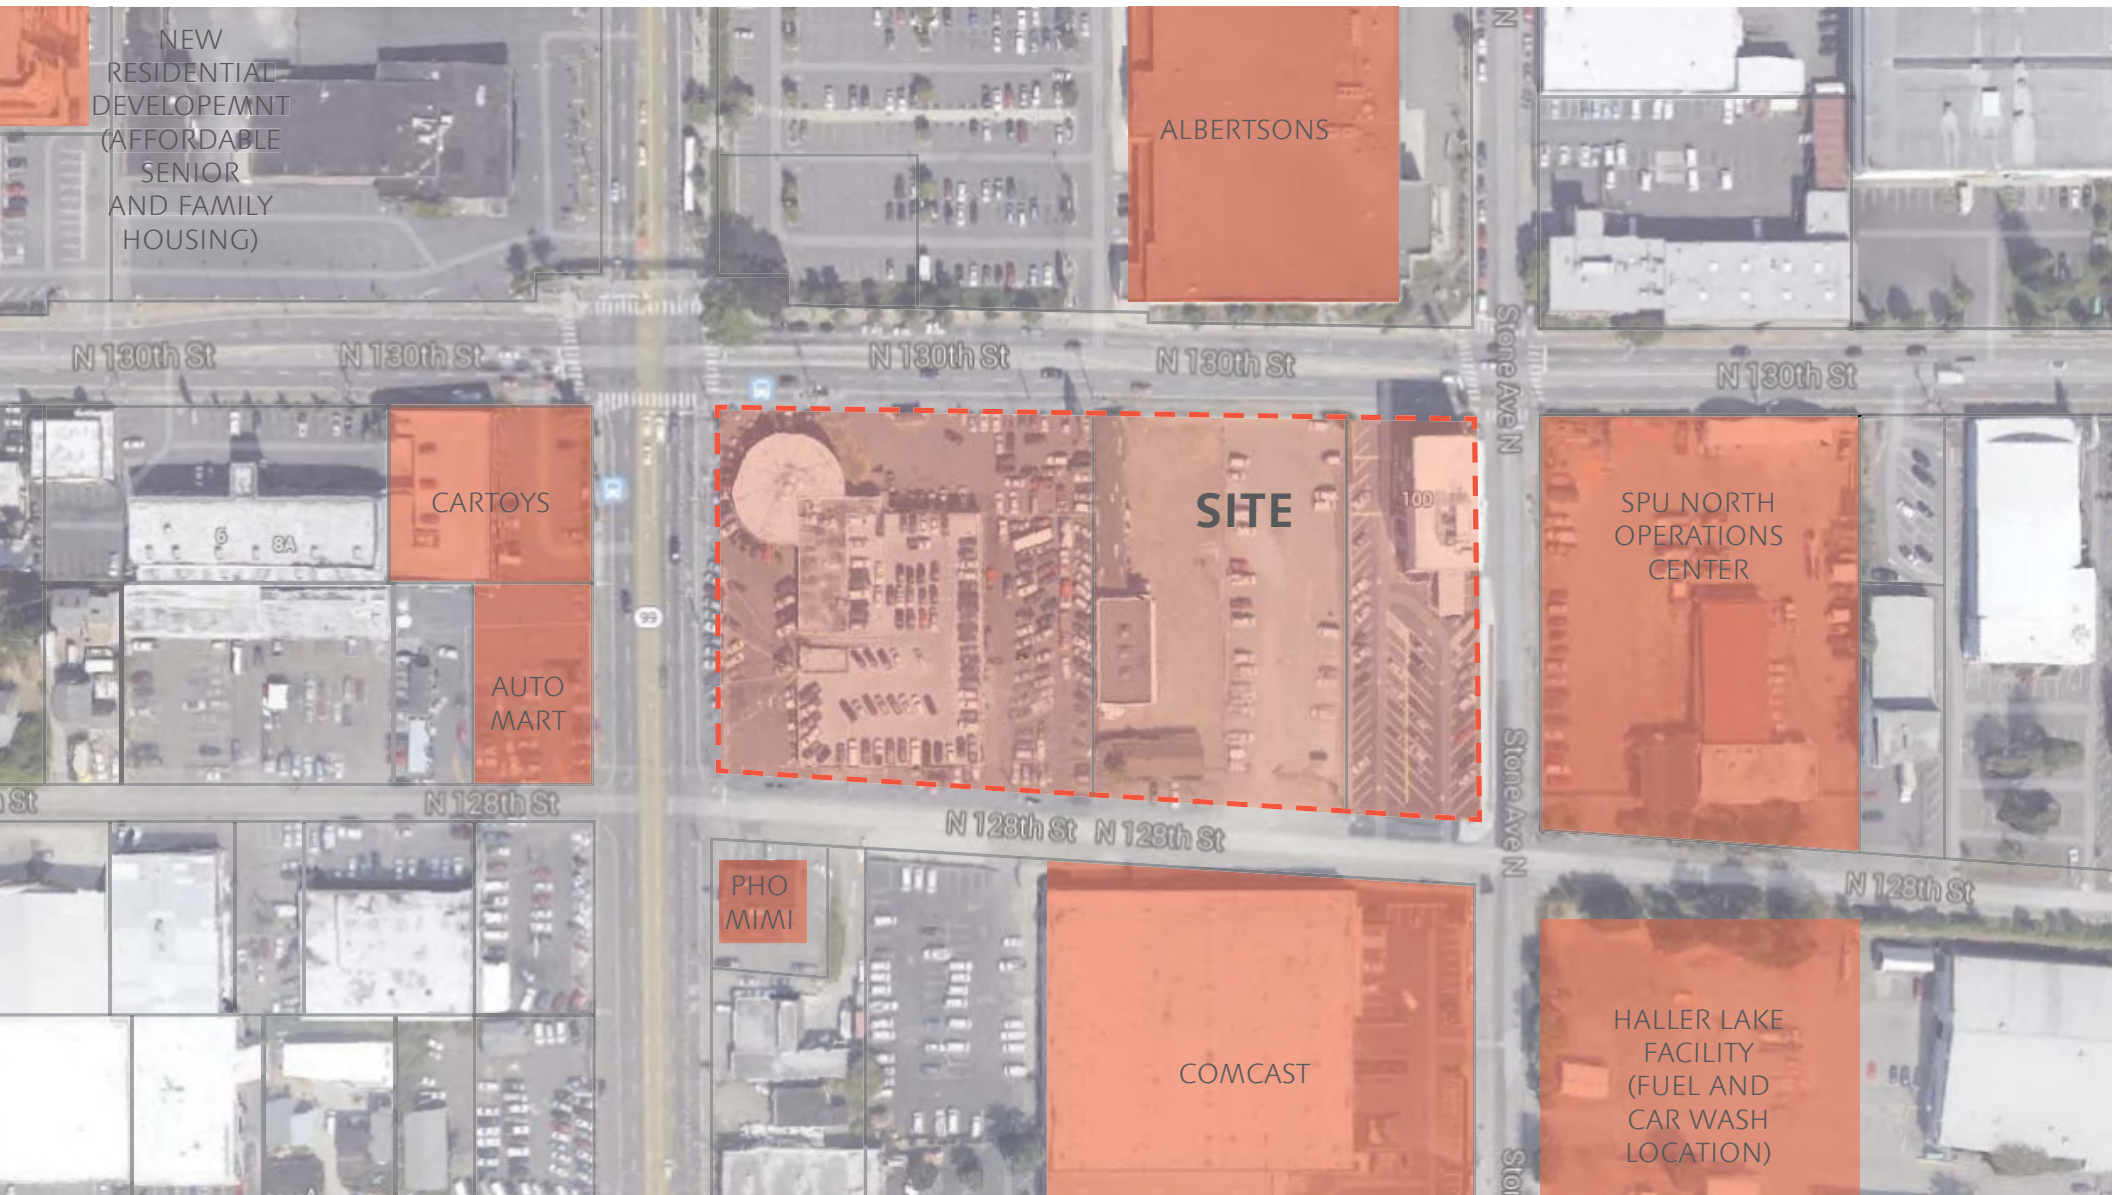 NEW
RESIDENTIAL
DEVELOPEMNT
(AFFORDABLE
SENIOR
AND FAMILY
HOUSING)
ALBERTSONS
N
N 130th St
N 130th St
N 130th St
N 130th St
N 130th St
Stone Ave N
CARTOYS
6
8A
SITE
100
SPU NORTH
OPERATIONS
CENTER
99
AUTO
MART
St
N 128th St
N 128th St
N 128th St
Stone Ave N
N 128th St
PHO
MIMI
COMCAST
HALLER LAKE
FACILITY
(FUEL AND
CAR WASH
LOCATION)
Sto